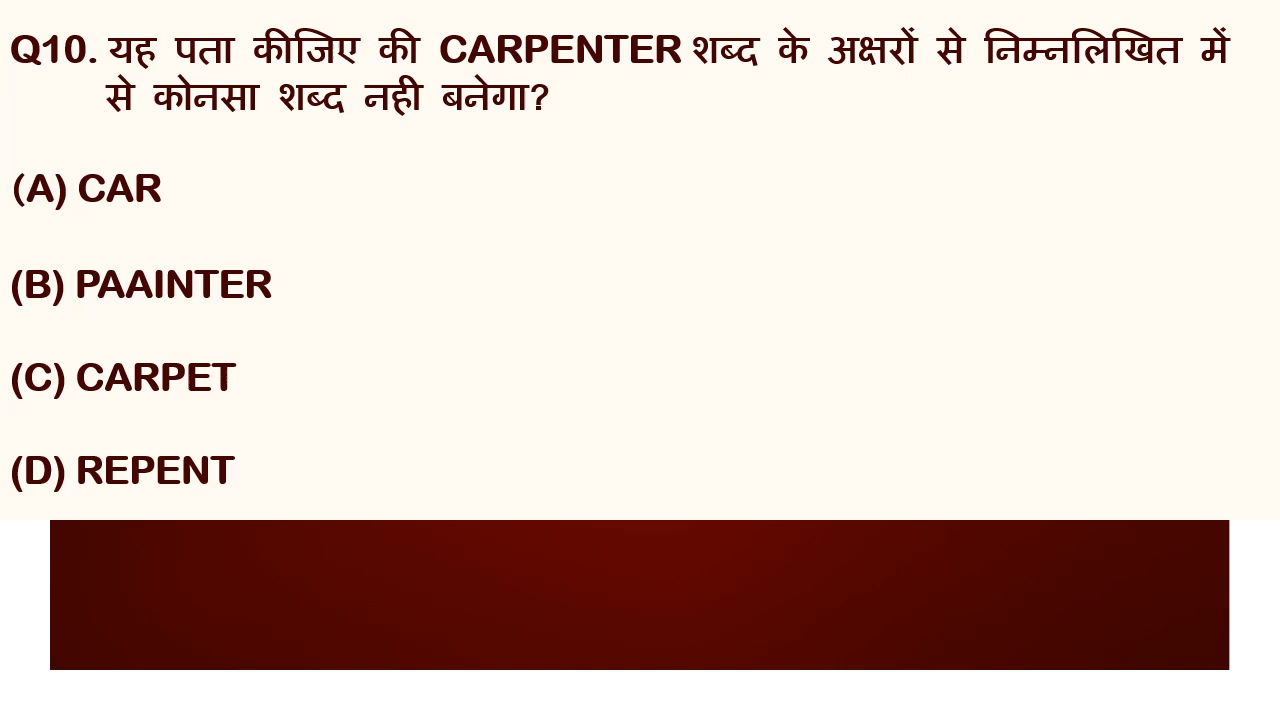 Q10. यह पता कीजिए की CARPENTER शब्द के अक्षरों से निम्नलिखित में
से कोनसा शब्द नही बनेगा?
(A) CAR
(B) PAAINTER
(C) CARPET
(D) REPENT